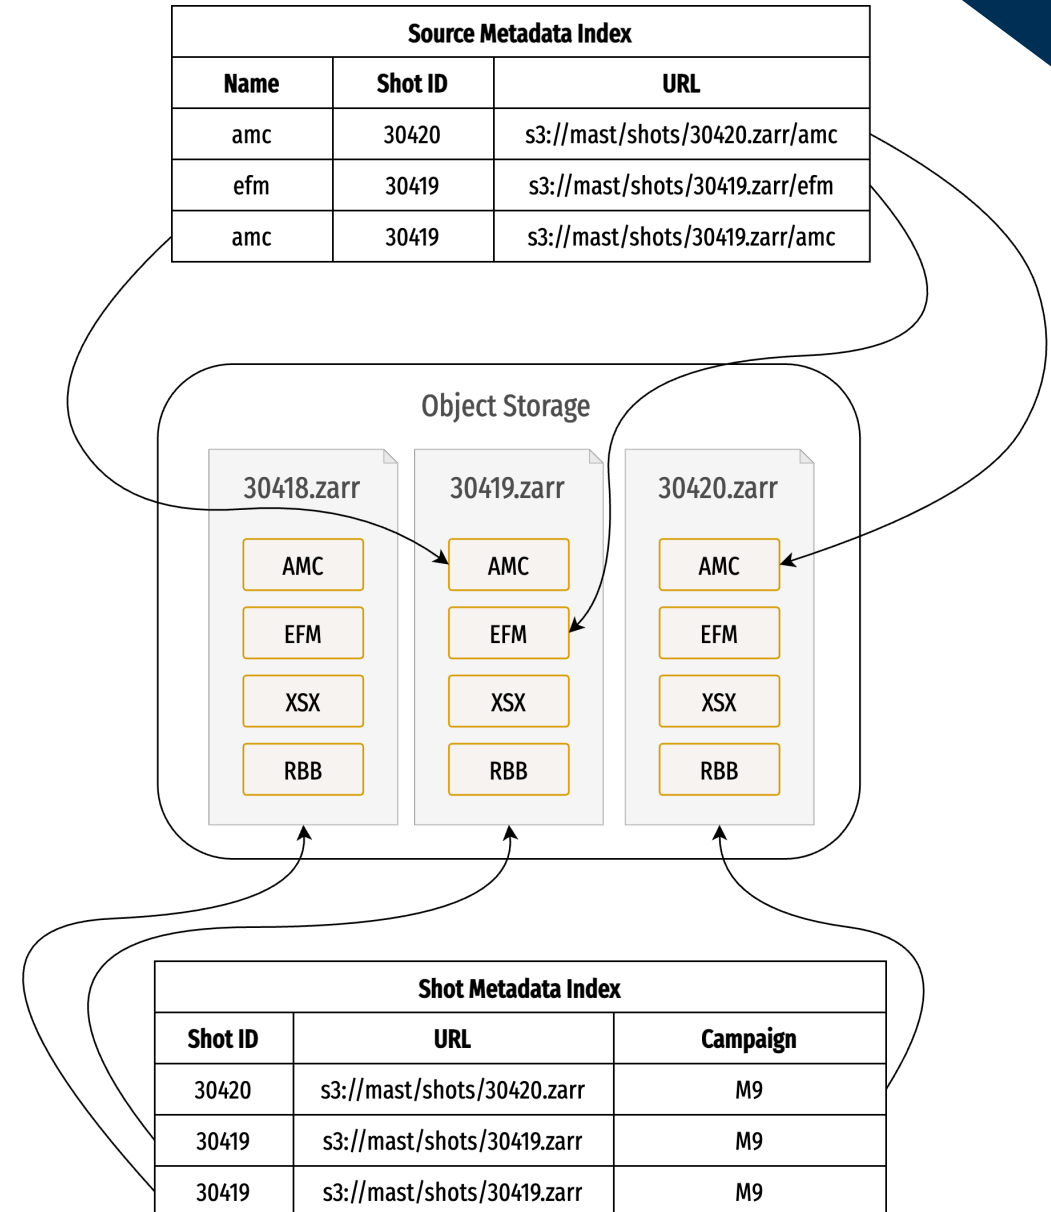 Source Metadata Index
Name Shot ID URL
amc 30420 s3://mast/shots/30420.zarr/amc
efm 30419 s3://mast/shots/30419.zarr/efm
amc 30419 s3://mast/shots/30419.zarr/amc
Object Storage
30418.zarr 30419.zarr 30420.zarr
AMC AMC AMC
EFM EFM EFM
XSX XSX XSX
RBB RBB RBB
Shot Metadata Index
Shot ID URL Campaign
30420 s3://mast/shots/30420.zarr M9
30419 s3://mast/shots/30419.zarr M9
30419 s3://mast/shots/30419.zarr M9